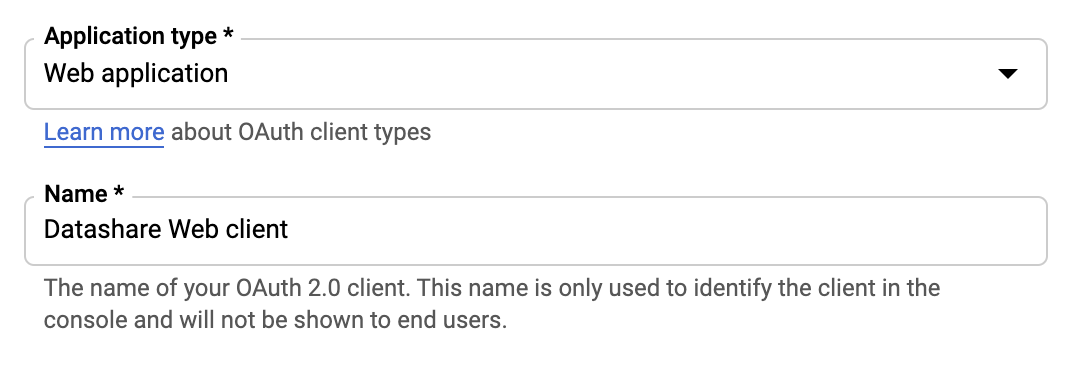 Application type *
Web application
Learn more about OAuth client types
Name *
Datashare Web client
The name of your OAuth 2.0 client. This name is only used to identify the client in the
console and will not be shown to end users.